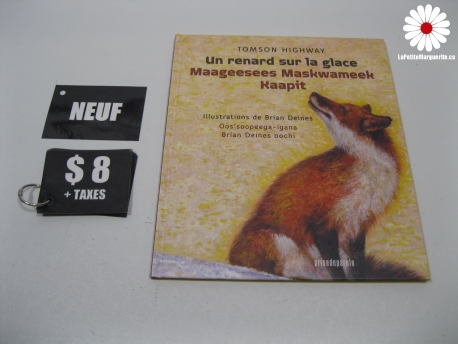 LaPetiteMarguerite.ca
NEUF
$ 8
+ TAXES
TOMSON HIGHWAY
Un renard sur la glace
Maageesees Maskwameek
Kaapit
Illustrations de Brian Deines
Oos'soopeega-igana
Brian Deines oochi
prisedeparole